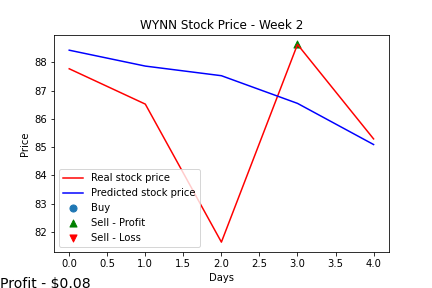 WYNN Stock Price - Week 2
88
87
86
85
84
83
82
Price
Real stock price
Predicted stock price
Buy
Sell - Profit
Sell - Loss
0.0 0.5 1.0 1.5 2.0 2.5 3.0 3.5 4.0
Days
Profit - $0.08